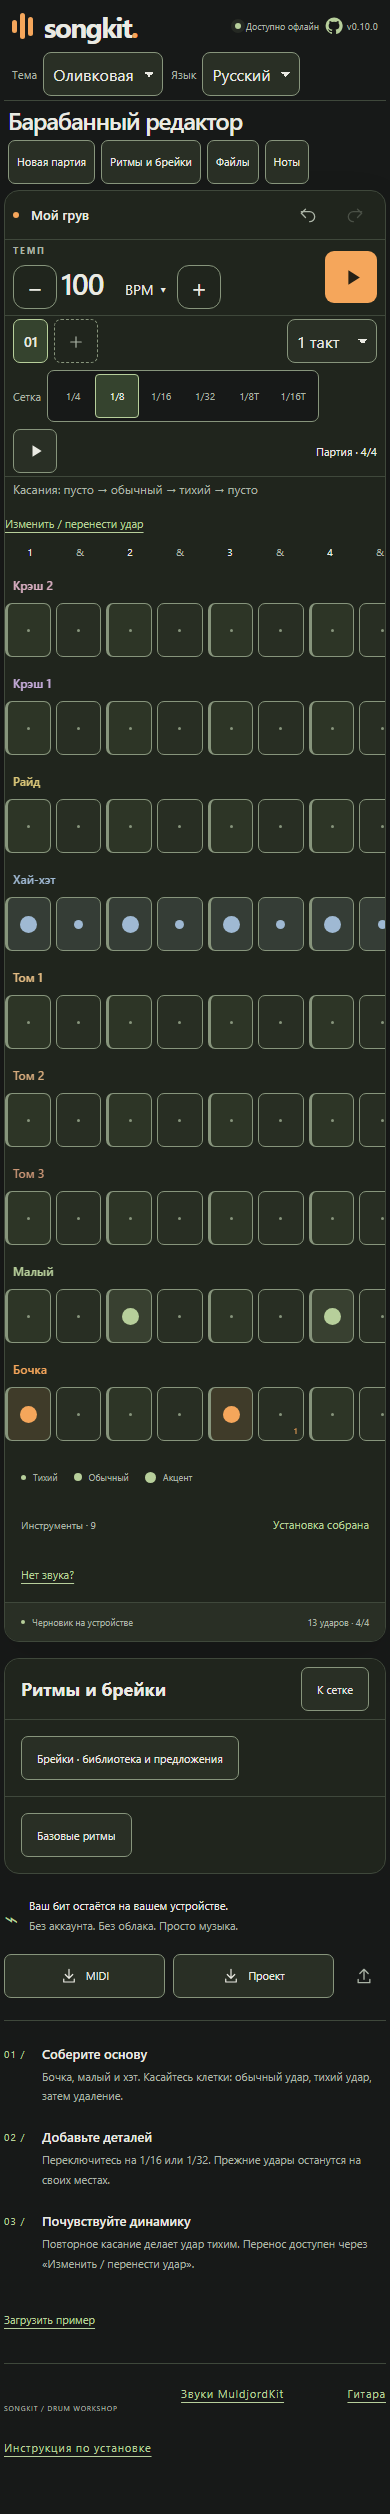 songkit.
Доступно офлайн v0.10.0
Тема Оливковая Язык Русский
Барабанный редактор
Новая партия Ритмы и брейки Файлы Ноты
Мой грув
ТЕМП
− 100 BPM +
01 + 1 такт
Сетка 1/4 1/8 1/16 1/32 1/8T 1/16T
Партия · 4/4
Касания: пусто → обычный → тихий → пусто
Изменить / перенести удар
1 & 2 & 3 & 4 &
Крэш 2
Крэш 1
Райд
Хай-хэт
Том 1
Том 2
Том 3
Малый
Бочка
1
Тихий Обычный Акцент
Инструменты · 9 Установка собрана
Нет звука?
Черновик на устройстве 13 ударов · 4/4
Ритмы и брейки К сетке
Брейки · библиотека и предложения
Базовые ритмы
Ваш бит остаётся на вашем устройстве.
Без аккаунта. Без облака. Просто музыка.
MIDI Проект
01 / Соберите основу
Бочка, малый и хэт. Касайтесь клетки: обычный удар, тихий удар,
затем удаление.
02 / Добавьте деталей
Переключитесь на 1/16 или 1/32. Прежние удары останутся на
своих местах.
03 / Почувствуйте динамику
Повторное касание делает удар тихим. Перенос доступен через
«Изменить / перенести удар».
Загрузить пример
SONGKIT / DRUM WORKSHOP Звуки MuldjordKit Гитара
Инструкция по установке